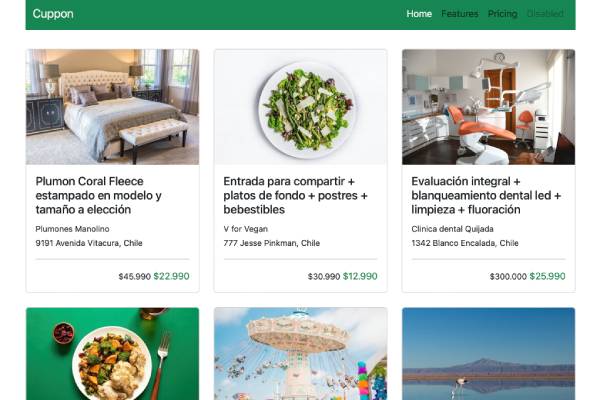 Cuppon
Home Features Pricing Disabled
Plumon Coral Fleece
estampado en modelo y
tamaño a elección
Plumones Manolino
9191 Avenida Vitacura, Chile
$45.990 $22.990
Entrada para compartir +
platos de fondo + postres +
bebestibles
V for Vegan
777 Jesse Pinkman, Chile
$30.990 $12.990
Evaluación integral +
blanqueamiento dental led +
limpieza + fluoración
Clinica dental Quijada
1342 Blanco Encalada, Chile
$300.000 $25.990